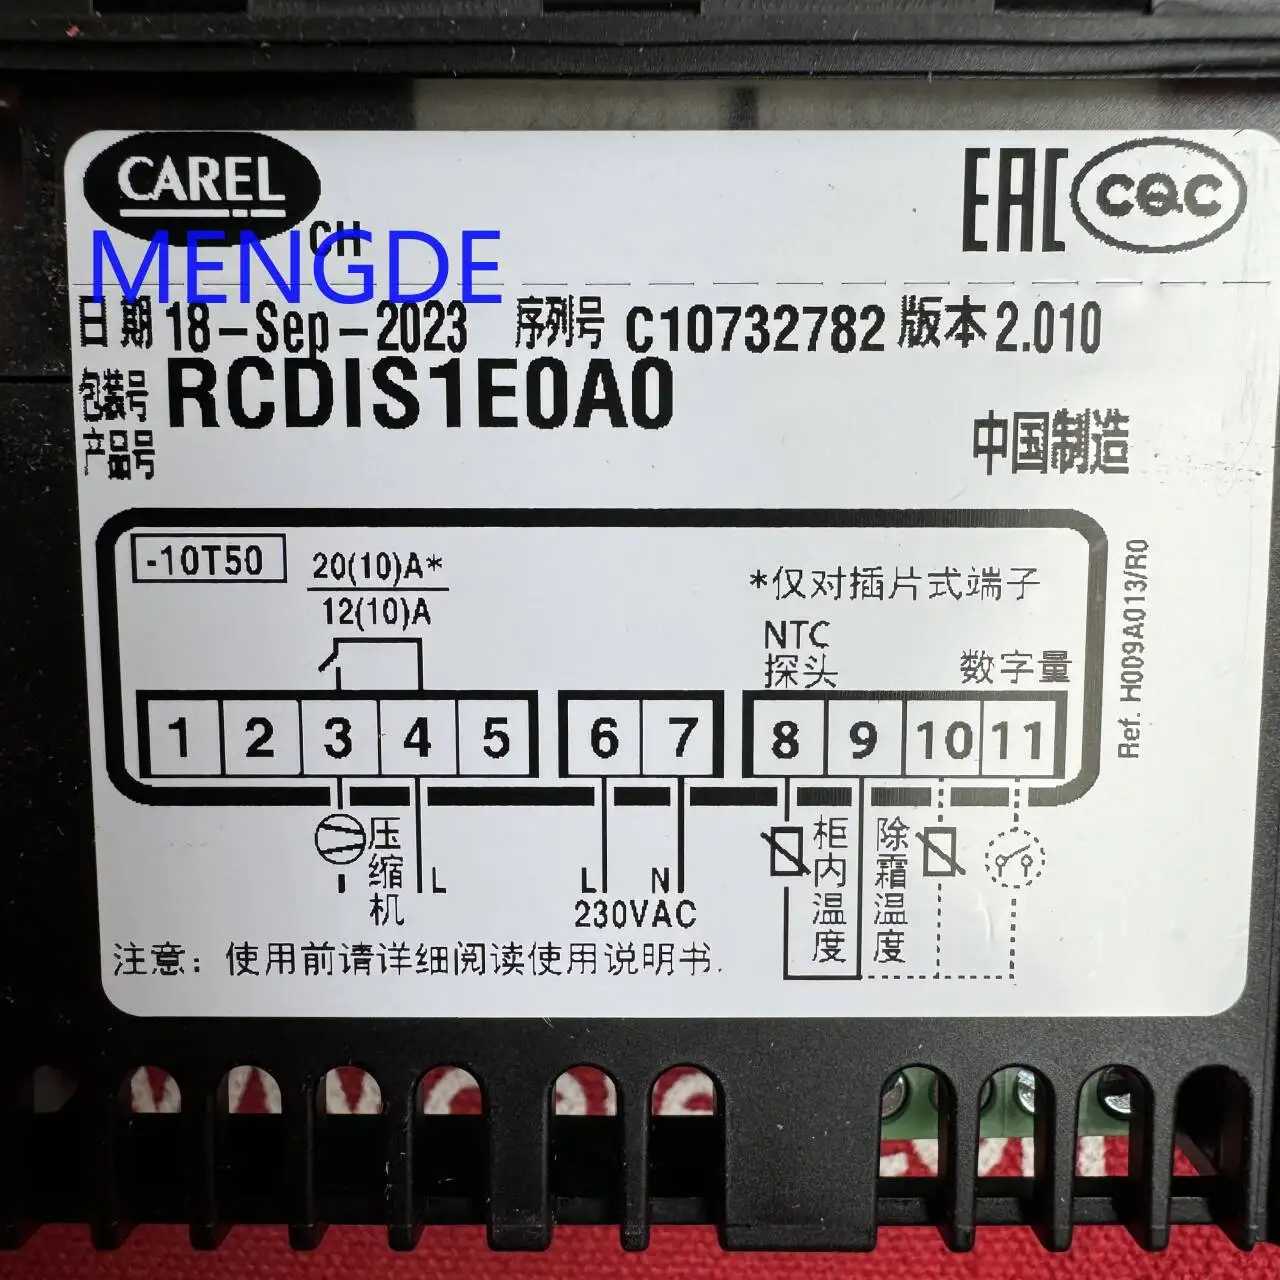 CAREL
EAC
CQC
CH
MENGDE
日期 18-Sep-2023 序列号 C10732782 版本 2.010
包装号 RCDIS1E0A0
产品号
中国制造
-10T50
20(10)A*
12(10)A
*仅对插片式端子
NTC
探头
数字量
1 2 3 4 5 6 7 8 9 10 11
压缩机
L
L N
230VAC
柜内温度
除霜温度
注意：使用前请详细阅读使用说明书.
Ref. H009A013/R0